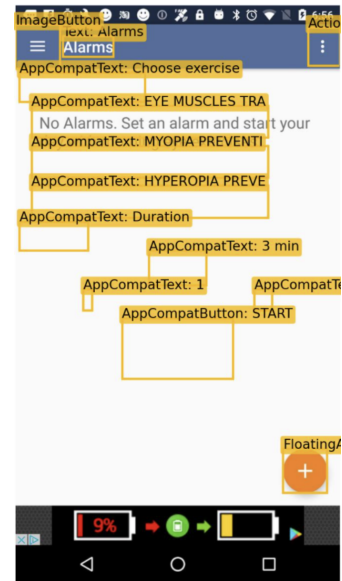 ImageButton
Text: Alarms
Actio
6:56
Alarms
AppCompatText: Choose exercise
AppCompatText: EYE MUSCLES TRA
No Alarms. Set an alarm and start your
AppCompatText: MYOPIA PREVENTI
AppCompatText: HYPEROPIA PREVE
AppCompatText: Duration
AppCompatText: 3 min
AppCompatText: 1
AppCompatTe
AppCompatButton: START
FloatingA
9%